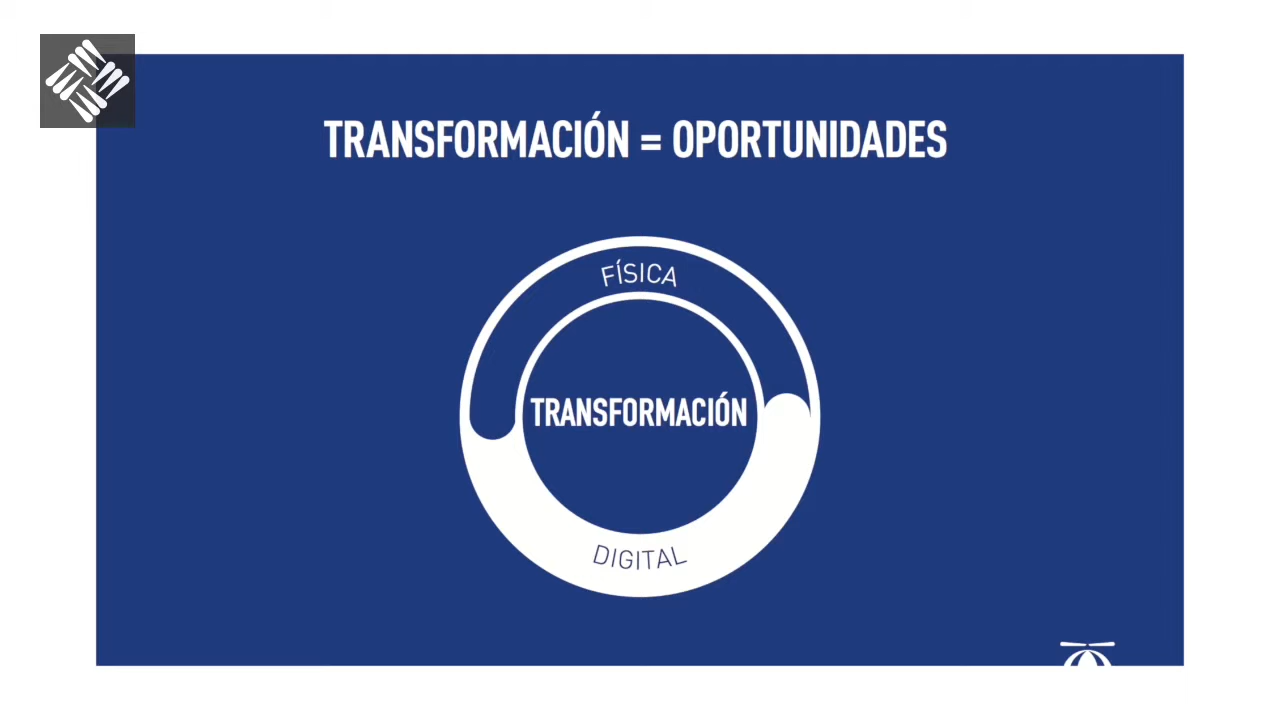 TRANSFORMACIÓN = OPORTUNIDADES
FÍSICA
TRANSFORMACIÓN
DIGITAL